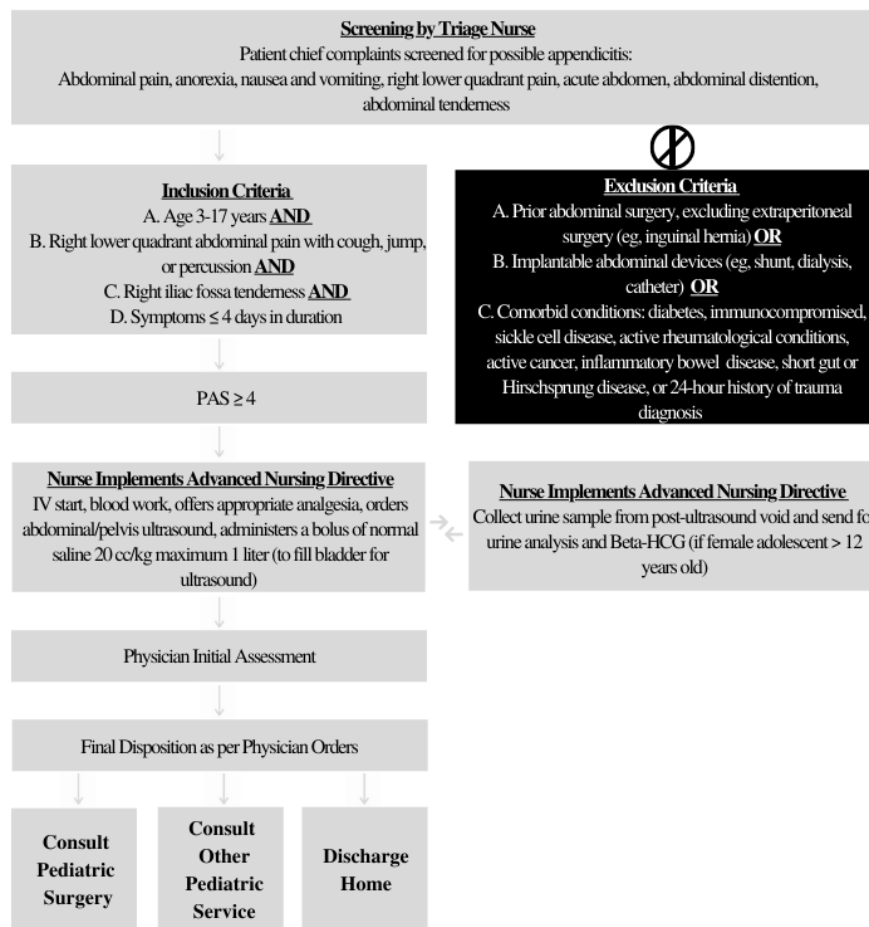 Screening by Triage Nurse
Patient chief complaints screened for possible appendicitis:
Abdominal pain, anorexia, nausea and vomiting, right lower quadrant pain, acute abdomen, abdominal distention,
abdominal tenderness
Inclusion Criteria
A. Age 3-17 years AND
B. Right lower quadrant abdominal pain with cough, jump,
or percussion AND
C. Right iliac fossa tenderness AND
D. Symptoms ≤ 4 days in duration
Exclusion Criteria
A. Prior abdominal surgery, excluding extraperitoneal
surgery (eg, inguinal hernia) OR
B. Implantable abdominal devices (eg, shunt, dialysis,
catheter) OR
C. Comorbid conditions: diabetes, immunocompromised,
sickle cell disease, active rheumatological conditions,
active cancer, inflammatory bowel disease, short gut or
Hirschsprung disease, or 24-hour history of trauma
diagnosis
PAS ≥ 4
Nurse Implements Advanced Nursing Directive
IV start, blood work, offers appropriate analgesia, orders
abdominal/pelvis ultrasound, administers a bolus of normal
saline 20 cc/kg maximum 1 liter (to fill bladder for
ultrasound)
Nurse Implements Advanced Nursing Directive
Collect urine sample from post-ultrasound void and send fo
urine analysis and Beta-HCG (if female adolescent > 12
years old)
Physician Initial Assessment
Final Disposition as per Physician Orders
Consult
Pediatric
Surgery
Consult
Other
Pediatric
Service
Discharge
Home